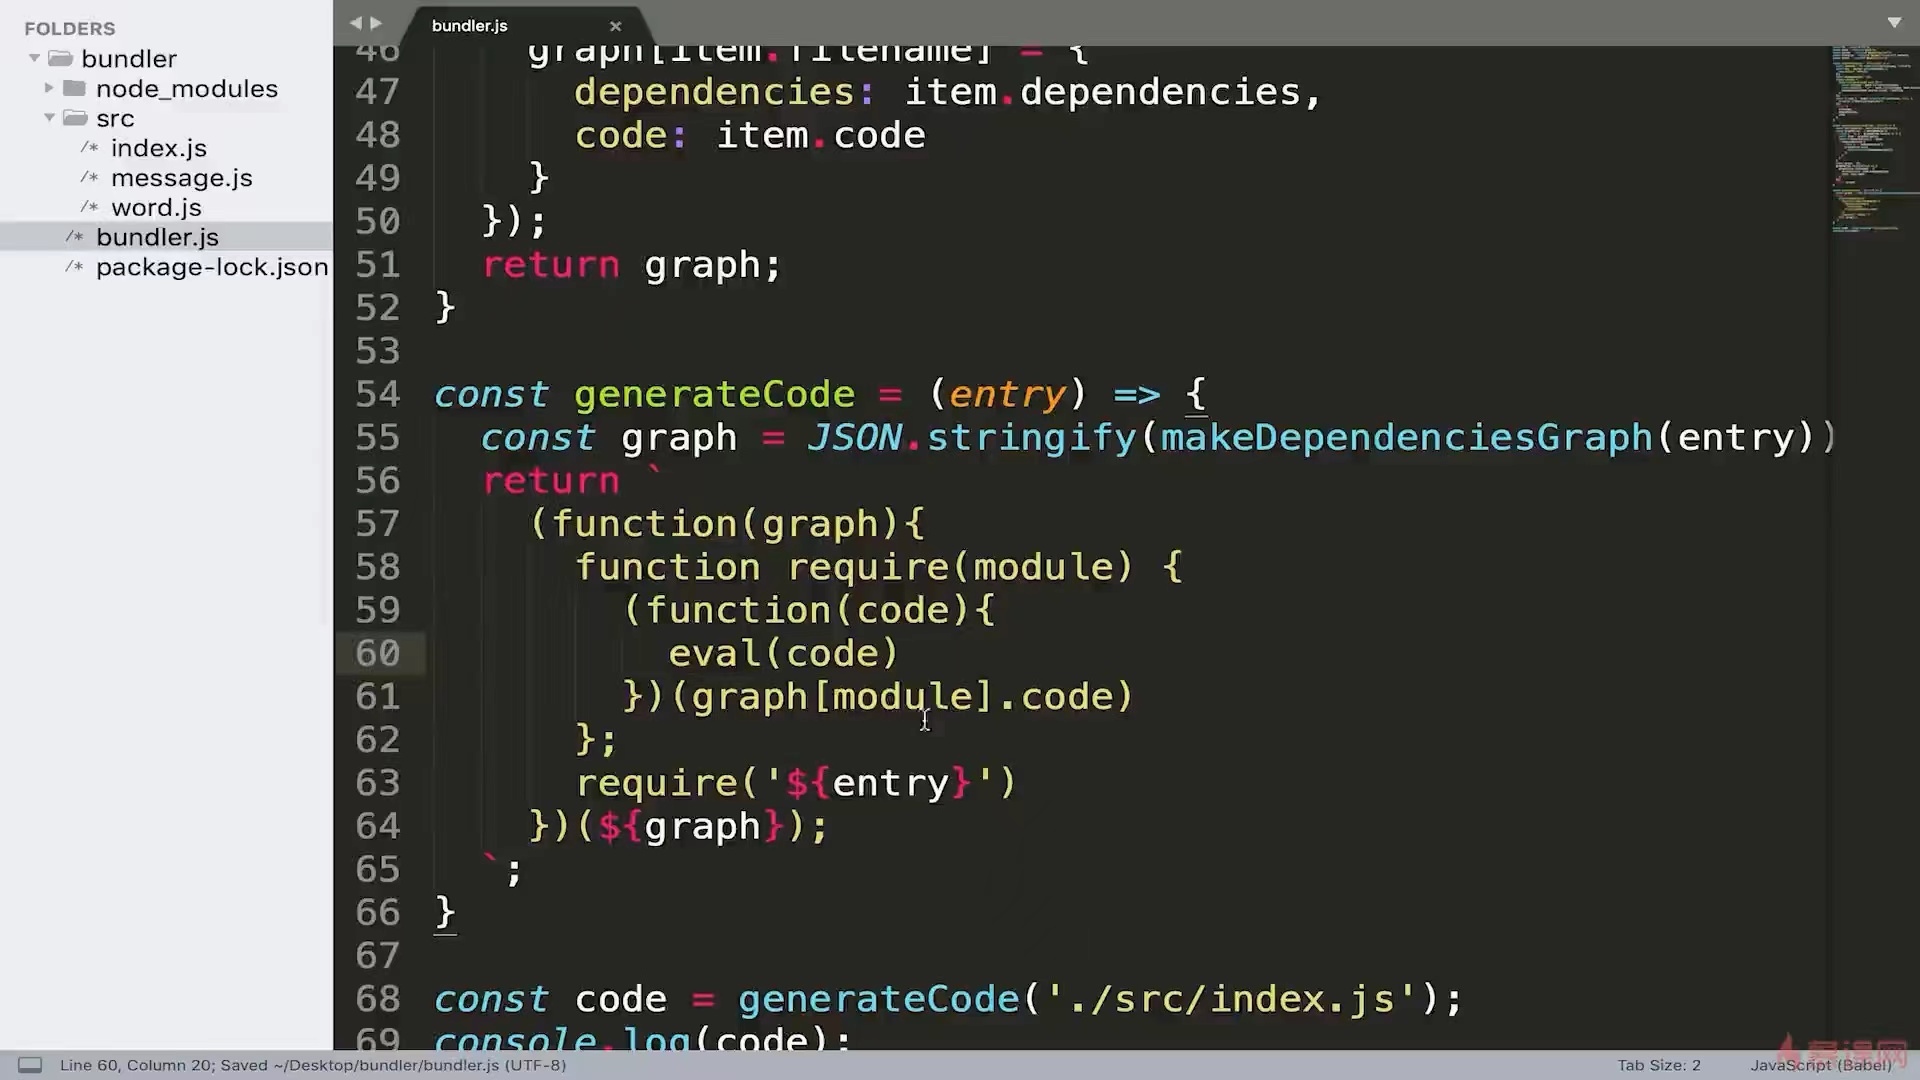 FOLDERS
bundler
node_modules
src
/* index.js
/* message.js
/* word.js
/* bundler.js
/* package-lock.json
bundler.js ×
46 graph[item.filename] = {
47 dependencies: item.dependencies,
48 code: item.code
49 }
50 });
51 return graph;
52 }
53
54 const generateCode = (entry) => {
55 const graph = JSON.stringify(makeDependenciesGraph(entry))
56 return `
57 (function(graph){
58 function require(module) {
59 (function(code){
60 eval(code)
61 })(graph[module].code)
62 };
63 require('${entry}')
64 })(${graph});
65 `;
66 }
67
68 const code = generateCode('./src/index.js');
69 console.log(code);
Line 60, Column 20; Saved ~/Desktop/bundler/bundler.js (UTF-8)
Tab Size: 2
JavaScript (Babel)
慕课网